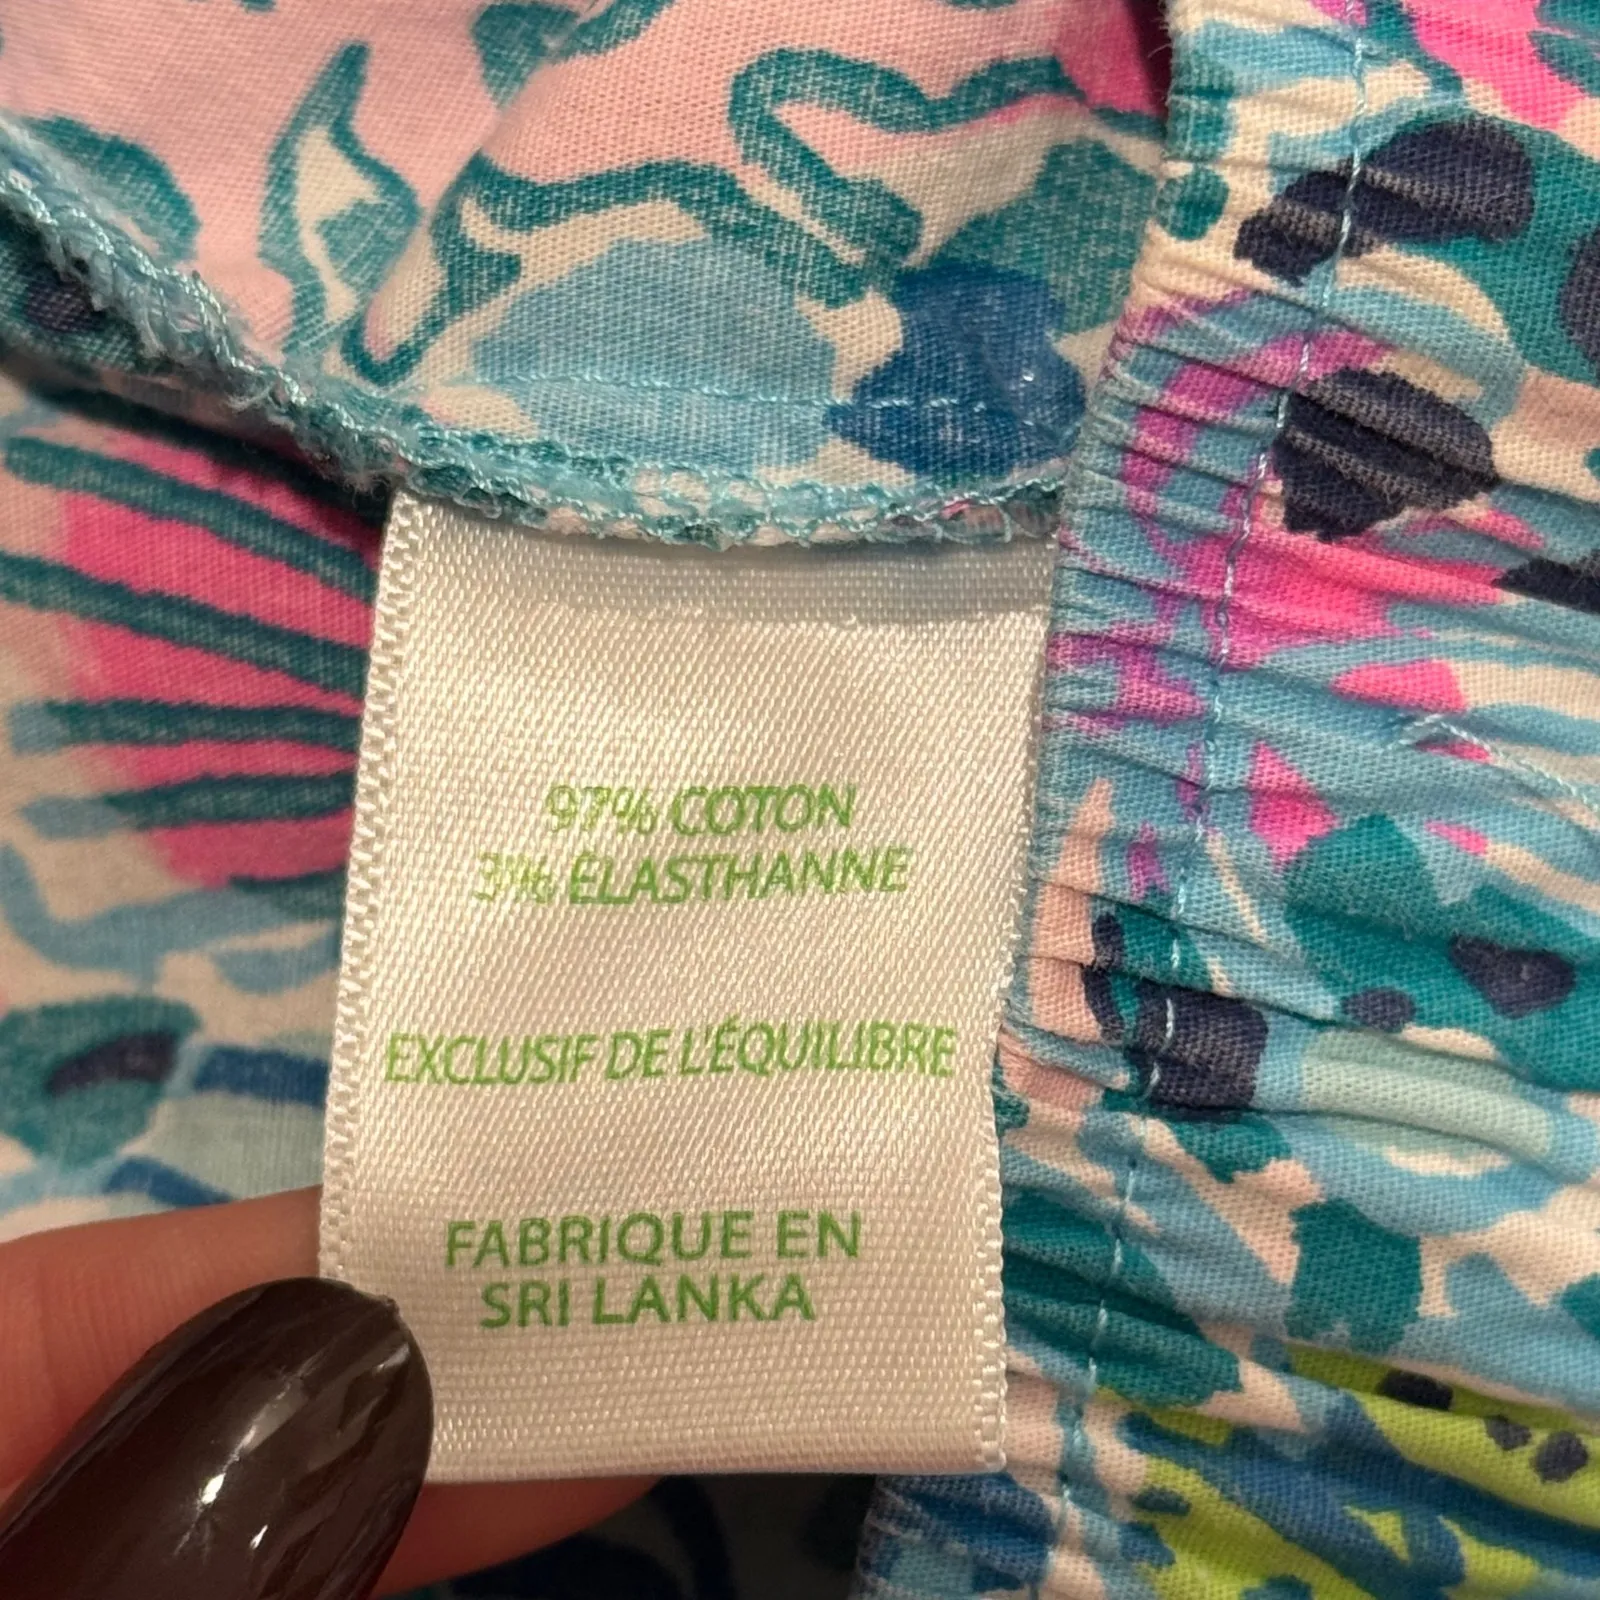 97% COTON
3% ÉLASTHANNE
EXCLUSIF DE L'ÉQUILIBRE
FABRIQUE EN
SRI LANKA